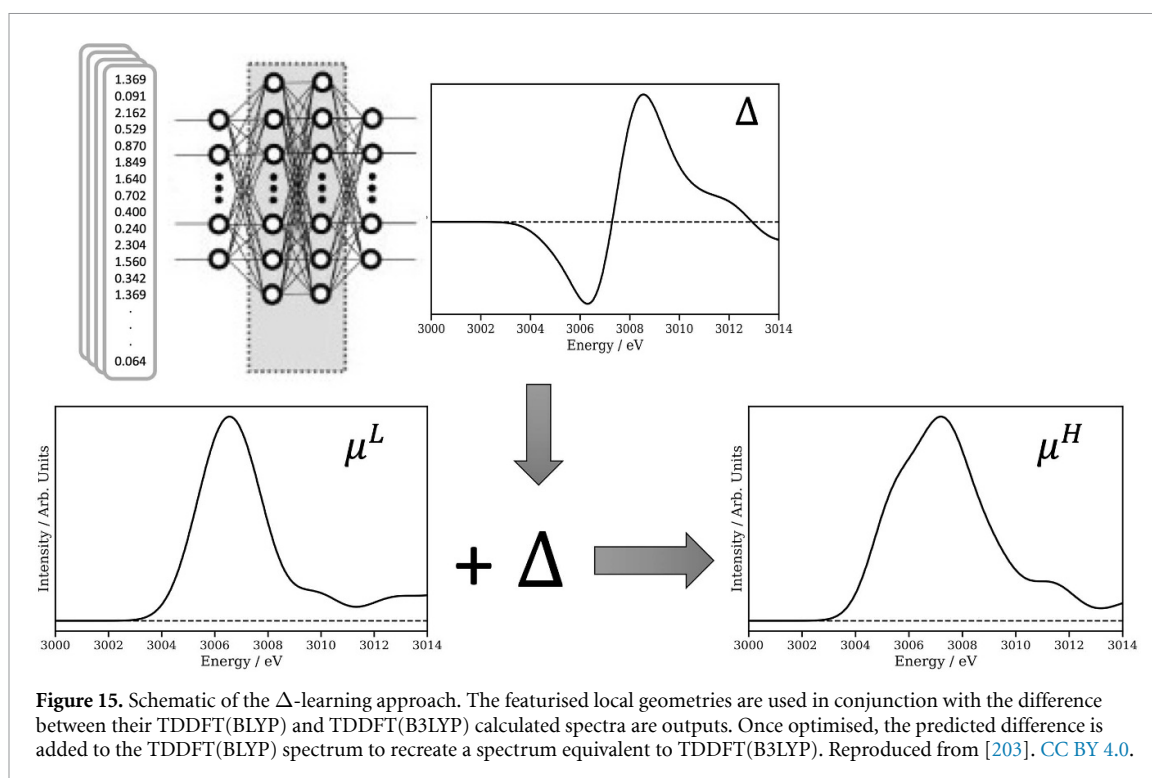 1.369
0.091
2.162
0.529
0.870
1.849
1.640
0.702
0.400
0.240
2.304
1.560
0.342
1.369
.
.
.
0.064
Δ
3000 3002 3004 3006 3008 3010 3012 3014
Energy / eV
Intensity / Arb. Units
μ^L
3000 3002 3004 3006 3008 3010 3012 3014
Energy / eV
+ Δ
Intensity / Arb. Units
μ^H
3000 3002 3004 3006 3008 3010 3012 3014
Energy / eV
Figure 15. Schematic of the Δ-learning approach. The featurised local geometries are used in conjunction with the difference
between their TDDFT(BLYP) and TDDFT(B3LYP) calculated spectra are outputs. Once optimised, the predicted difference is
added to the TDDFT(BLYP) spectrum to recreate a spectrum equivalent to TDDFT(B3LYP). Reproduced from [203]. CC BY 4.0.